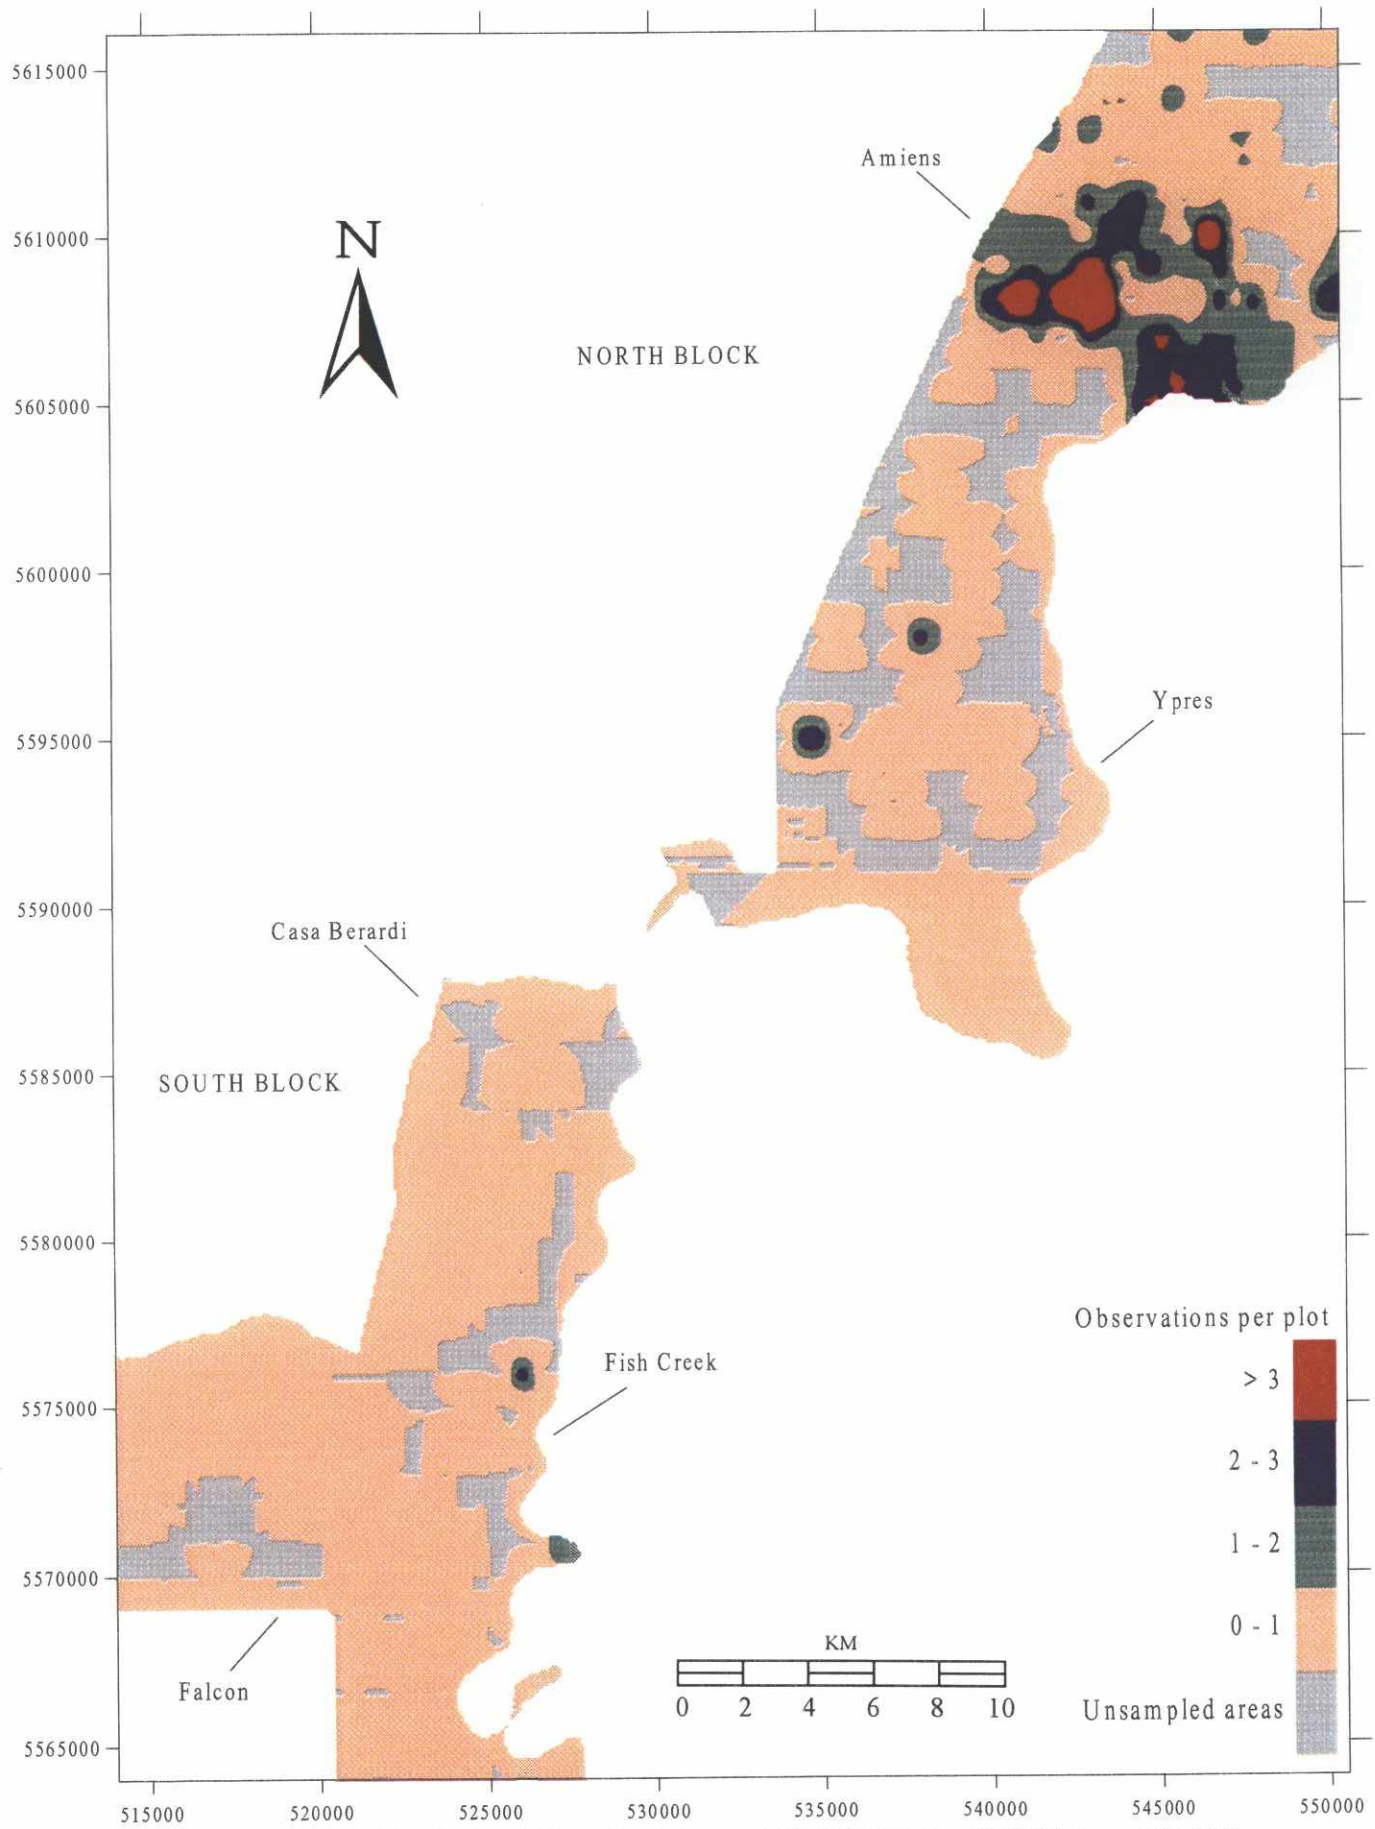 5615000
Amiens
5610000
N
NORTH BLOCK
5605000
5600000
Ypres
5595000
5590000
Casa Berardi
5585000
SOUTH BLOCK
5580000
Observations per plot
Fish Creek
> 3
5575000
2 - 3
1 - 2
5570000
0 - 1
KM
Falcon
0 2 4 6 8 10
Unsampled areas
5565000
515000 520000 525000 530000 535000 540000 545000 550000